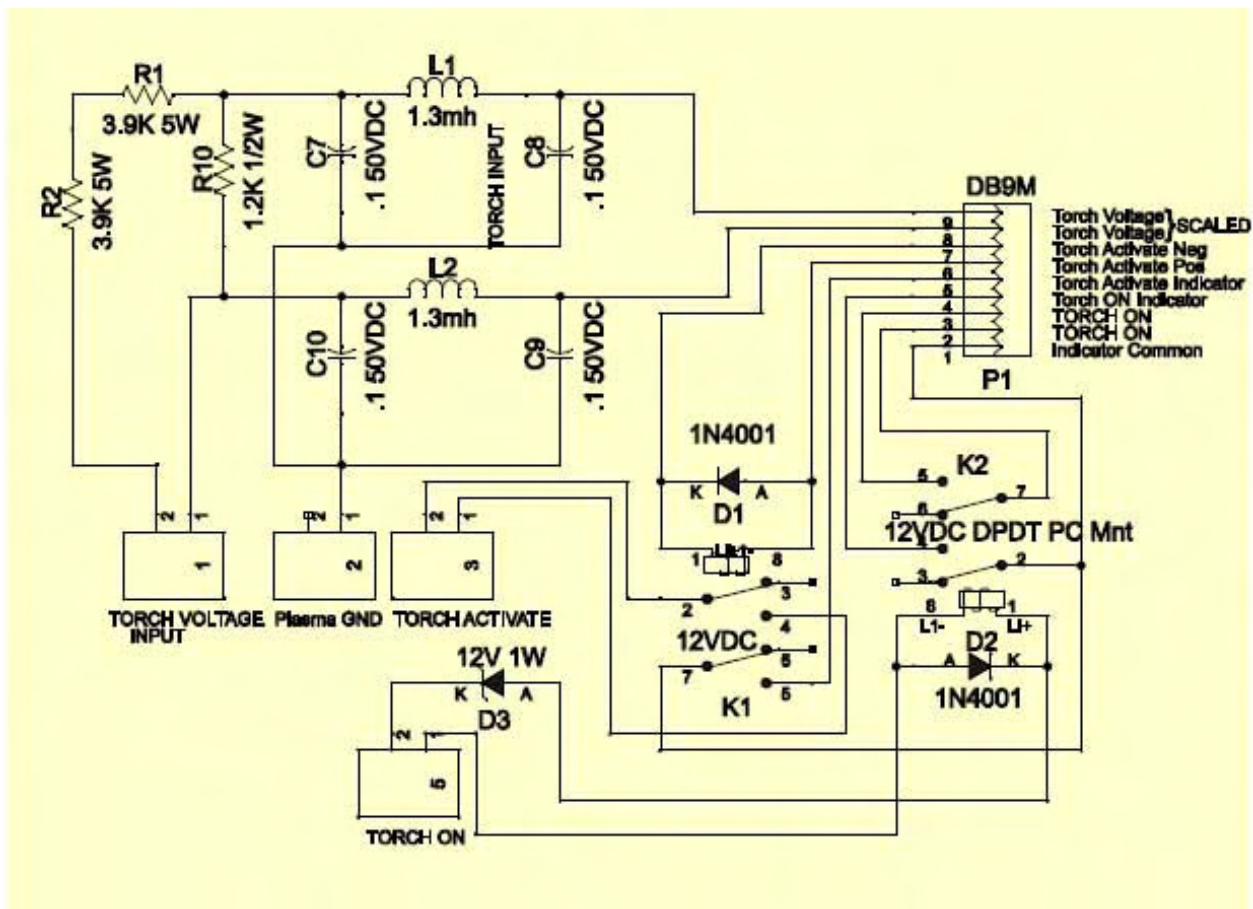 R1
3.9K 5W
R2
3.9K 5W
R10
1.2K 1/2W
C7
.1 50VDC
L1
1.3mh
TORCH INPUT
C8
.1 50VDC
L2
1.3mh
C10
.1 50VDC
C9
.1 50VDC
DB9M
9
8
7
6
5
4
3
2
1
Torch Voltage}
Torch Voltage}SCALED
Torch Activate Neg
Torch Activate Pos
Torch Activate Indicator
Torch ON Indicator
TORCH ON
TORCH ON
Indicator Common
P1
1N4001
K A
D1
1
8
2
3
4
12VDC
7
5
K1
K2
5
7
6
12VDC DPDT PC Mnt
4
2
3
8
1
L1-
LI+
D2
A K
1N4001
2 1
1
TORCH VOLTAGE
INPUT
2 1
2
Plasma GND
2 1
3
TORCH ACTIVATE
12V 1W
K A
D3
2 1
5
TORCH ON